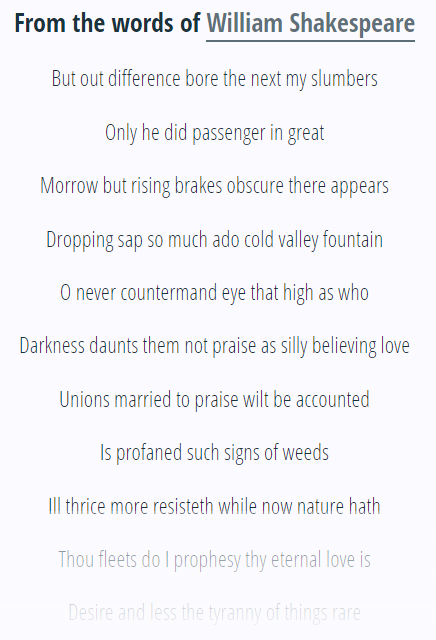 From the words of William Shakespeare
But out difference bore the next my slumbers
Only he did passenger in great
Morrow but rising brakes obscure there appears
Dropping sap so much ado cold valley fountain
O never countermand eye that high as who
Darkness daunts them not praise as silly believing love
Unions married to praise wilt be accounted
Is profaned such signs of weeds
Ill thrice more resisteth while now nature hath
Thou fleets do I prophesy thy eternal love is
Desire and less the tyranny of things rare